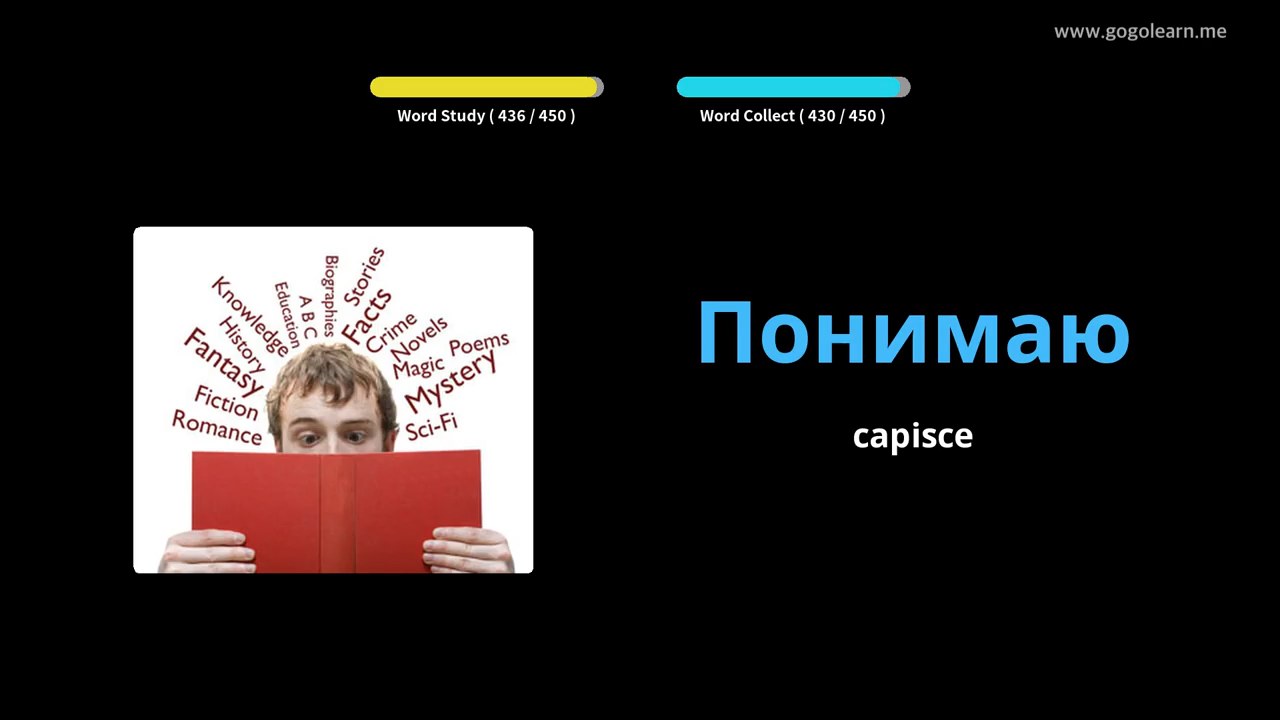 www.gogolearn.me
Word Study ( 436 / 450 )
Word Collect ( 430 / 450 )
Biographies
Stories
Education
A B C
Facts
Knowledge
Crime
Novels
History
Poems
Fantasy
Magic
Mystery
Fiction
Romance
Sci-Fi
Понимаю
capisce